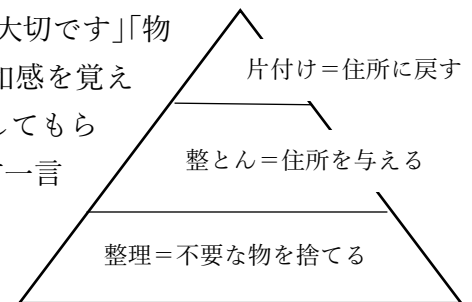 大切です」「物
和感を覚え
してもら
一言
片付け＝住所に戻す
整とん＝住所を与える
整理＝不要な物を捨てる